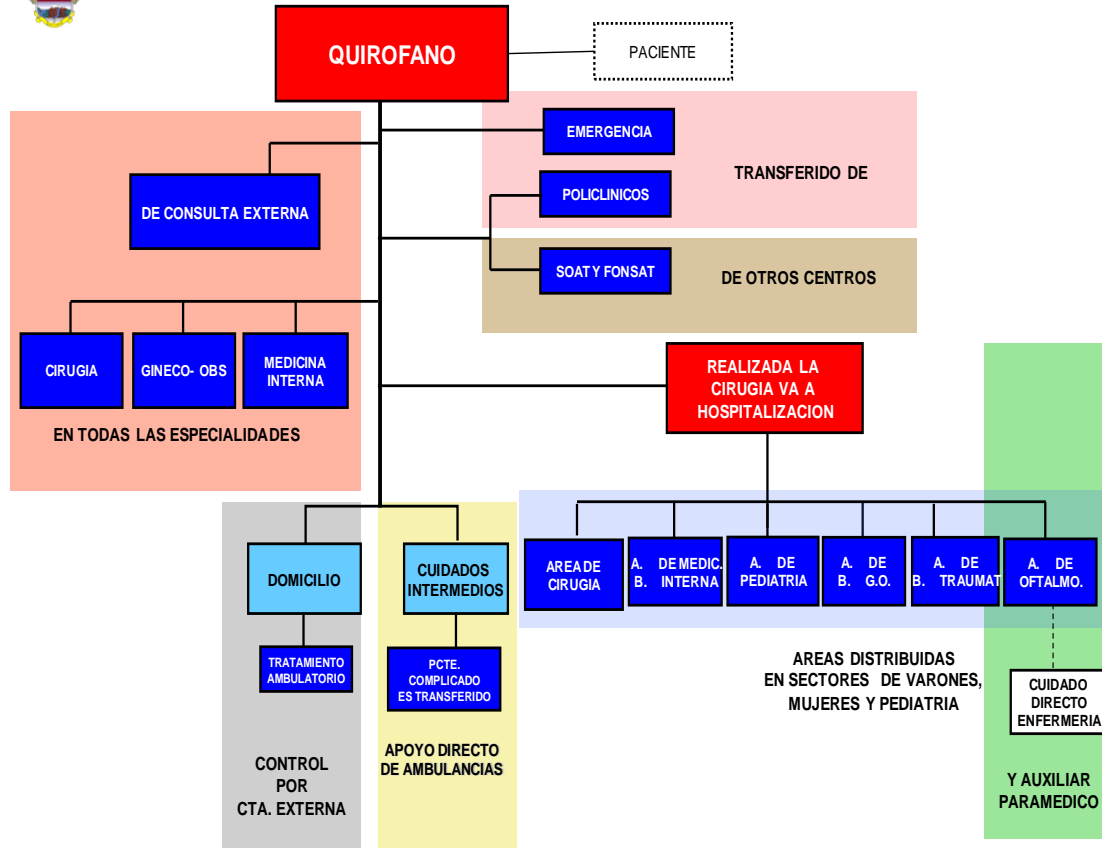 QUIROFANO
PACIENTE
EMERGENCIA
TRANSFERIDO DE
POLICLINICOS
DE CONSULTA EXTERNA
SOAT Y FONSAT
DE OTROS CENTROS
CIRUGIA
GINECO- OBS
MEDICINA
INTERNA
EN TODAS LAS ESPECIALIDADES
REALIZADA LA
CIRUGIA VA A
HOSPITALIZACION
DOMICILIO
CUIDADOS
INTERMEDIOS
AREA DE
CIRUGIA
A. DE MEDIC.
B. INTERNA
A. DE
PEDIATRIA
A. DE
B. G.O.
A. DE
B. TRAUMAT
A. DE
OFTALMO.
TRATAMIENTO
AMBULATORIO
PCTE.
COMPLICADO
ES TRANSFERIDO
AREAS DISTRIBUIDAS
EN SECTORES DE VARONES,
MUJERES Y PEDIATRIA
CUIDADO
DIRECTO
ENFERMERIA
CONTROL
POR
CTA. EXTERNA
APOYO DIRECTO
DE AMBULANCIAS
Y AUXILIAR
PARAMEDICO